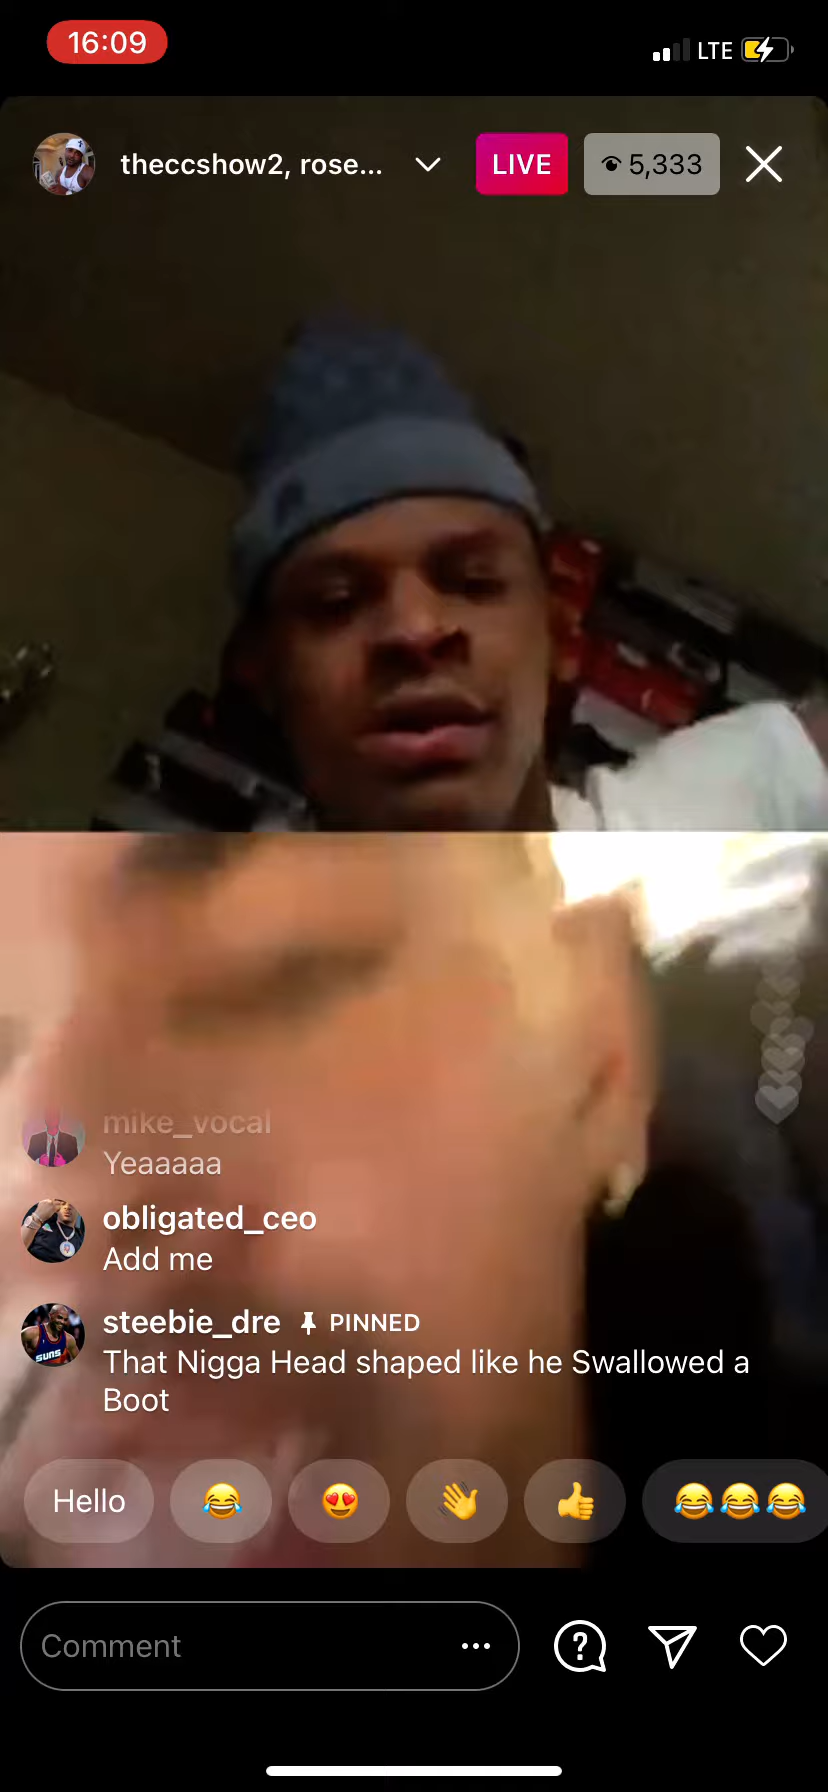 16:09
LTE
theccshow2, rose...
LIVE
5,333
mike_vocal
Yeaaaaa
obligated_ceo
Add me
steebie_dre PINNED
That Nigga Head shaped like he Swallowed a
Boot
SUNS
Hello
Comment